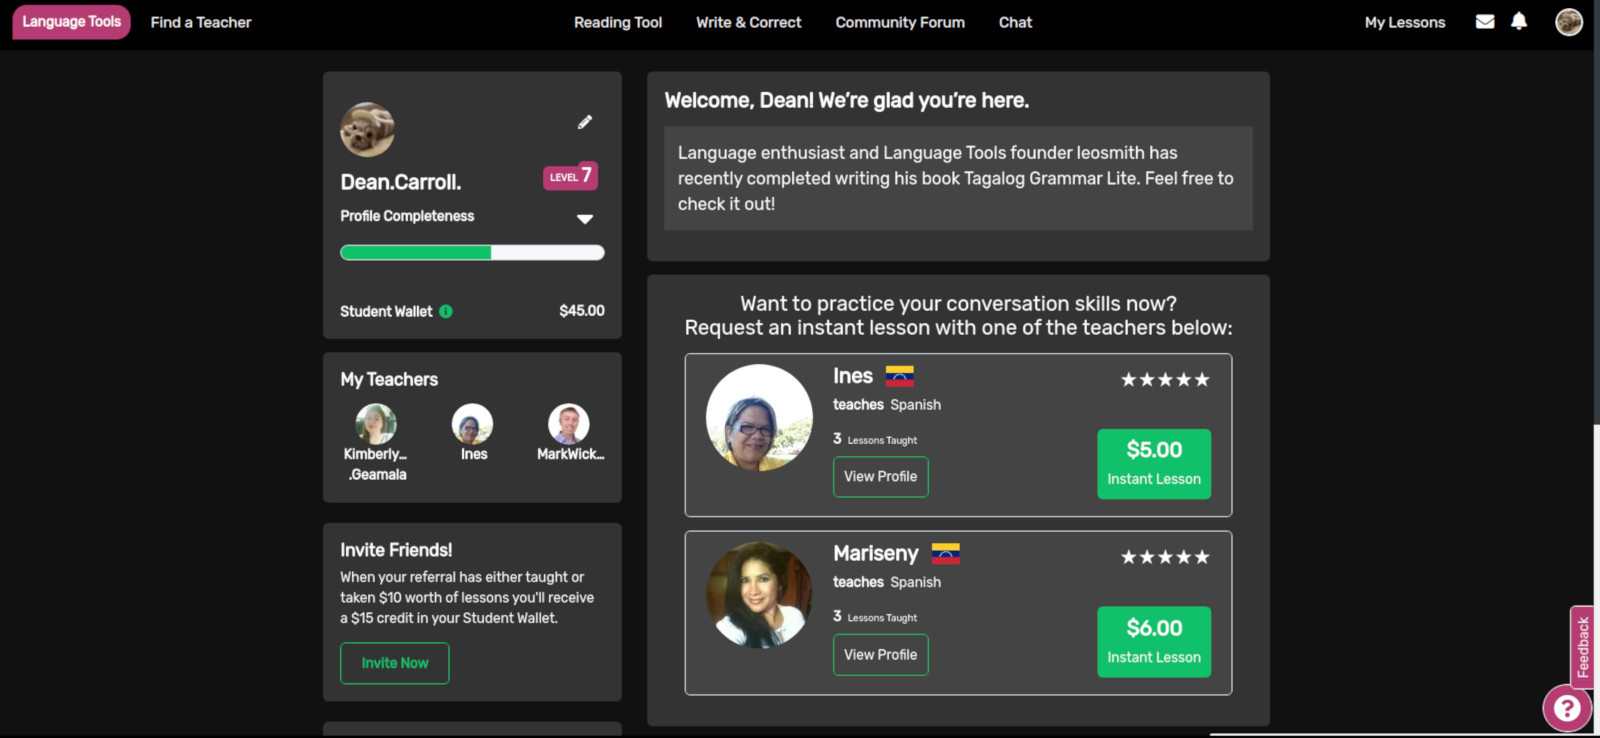 Language Tools
Find a Teacher
Reading Tool
Write & Correct
Community Forum
Chat
My Lessons
Dean.Carroll.
LEVEL 7
Profile Completeness
Student Wallet
$45.00
My Teachers
Kimberly...
.Geamala
Ines
MarkWick...
Invite Friends!
When your referral has either taught or
taken $10 worth of lessons you'll receive
a $15 credit in your Student Wallet.
Invite Now
Welcome, Dean! We're glad you're here.
Language enthusiast and Language Tools founder leosmith has
recently completed writing his book Tagalog Grammar Lite. Feel free to
check it out!
Want to practice your conversation skills now?
Request an instant lesson with one of the teachers below:
Ines
teaches Spanish
3 Lessons Taught
View Profile
$5.00
Instant Lesson
Mariseny
teaches Spanish
3 Lessons Taught
View Profile
$6.00
Instant Lesson
Feedback
?